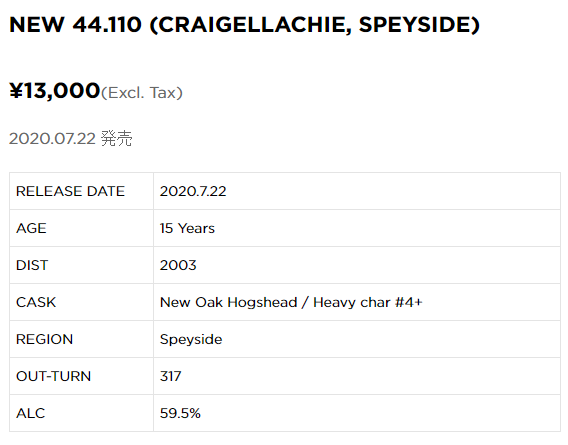 NEW 44.110 (CRAIGELLACHIE, SPEYSIDE)
¥13,000(Excl. Tax)
2020.07.22 発売
RELEASE DATE 2020.7.22
AGE 15 Years
DIST 2003
CASK New Oak Hogshead / Heavy char #4+
REGION Speyside
OUT-TURN 317
ALC 59.5%